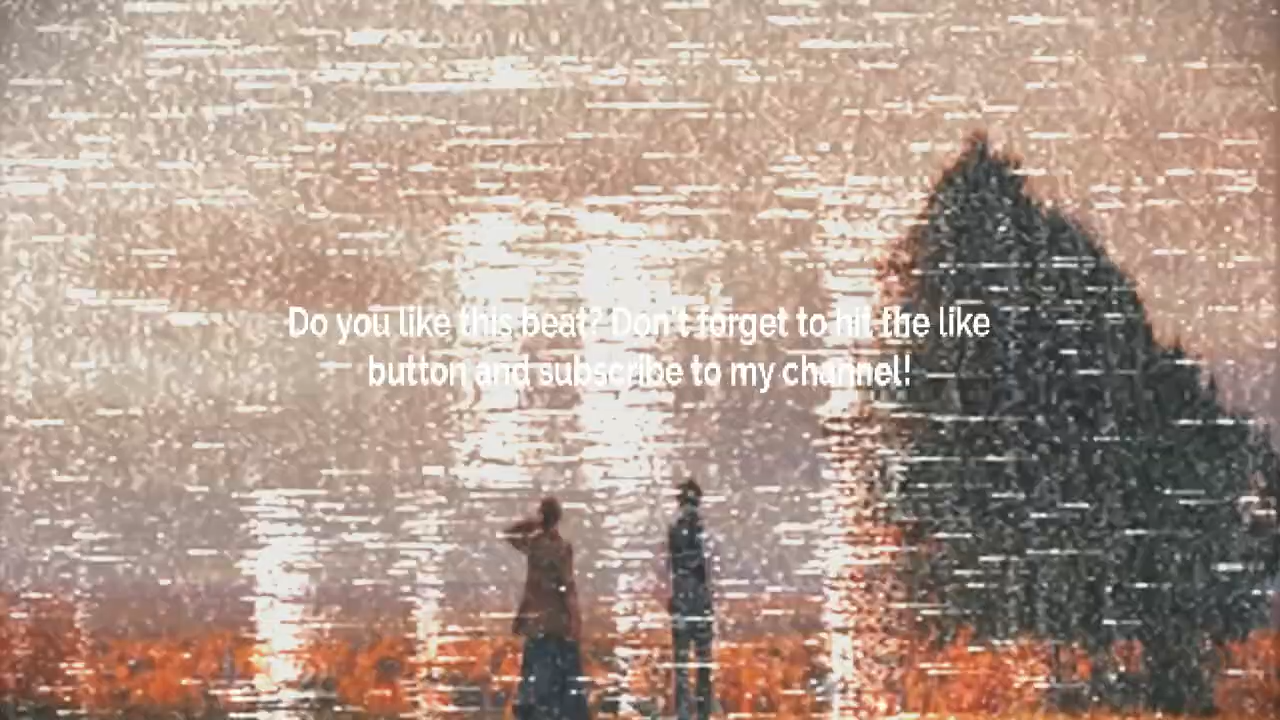 Do you like this beat? Don't forget to hit the like
button and subscribe to my channel!